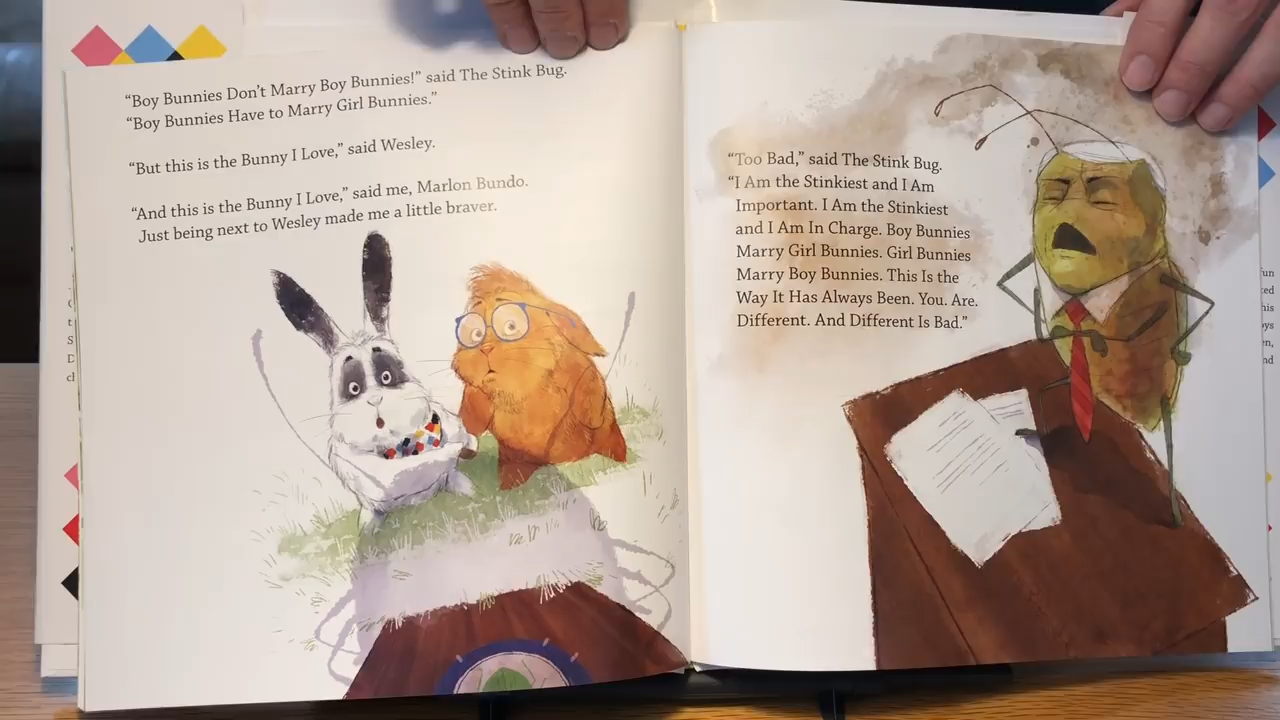 “Boy Bunnies Don’t Marry Boy Bunnies!” said The Stink Bug.
“Boy Bunnies Have to Marry Girl Bunnies.”
“But this is the Bunny I Love,” said Wesley.
“And this is the Bunny I Love,” said me, Marlon Bundo.
Just being next to Wesley made me a little braver.
“Too Bad,” said The Stink Bug.
“I Am the Stinkiest and I Am
Important. I Am the Stinkiest
and I Am In Charge. Boy Bunnies
Marry Girl Bunnies. Girl Bunnies
Marry Boy Bunnies. This Is the
Way It Has Always Been. You. Are.
Different. And Different Is Bad.”